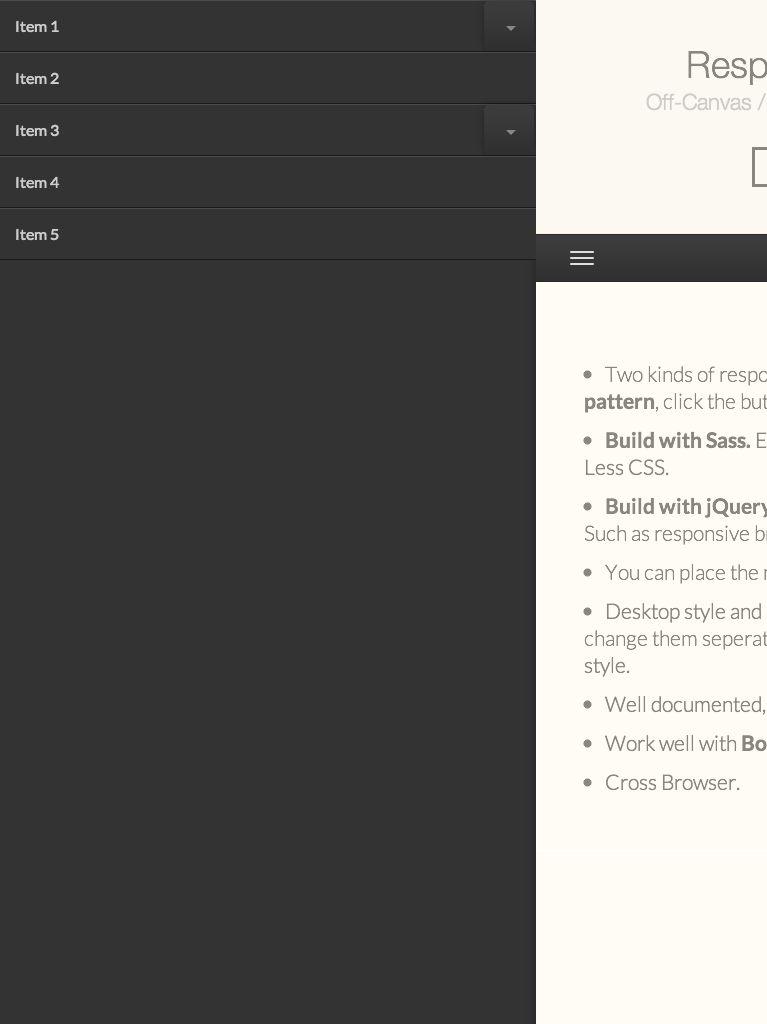 Item 1
Item 2
Item 3
Item 4
Item 5
Resp
Off-Canvas /
Two kinds of respo
pattern, click the but
Build with Sass. E
Less CSS.
Build with jQuery
Such as responsive b
You can place the
Desktop style and
change them seperat
style.
Well documented,
Work well with Bo
Cross Browser.